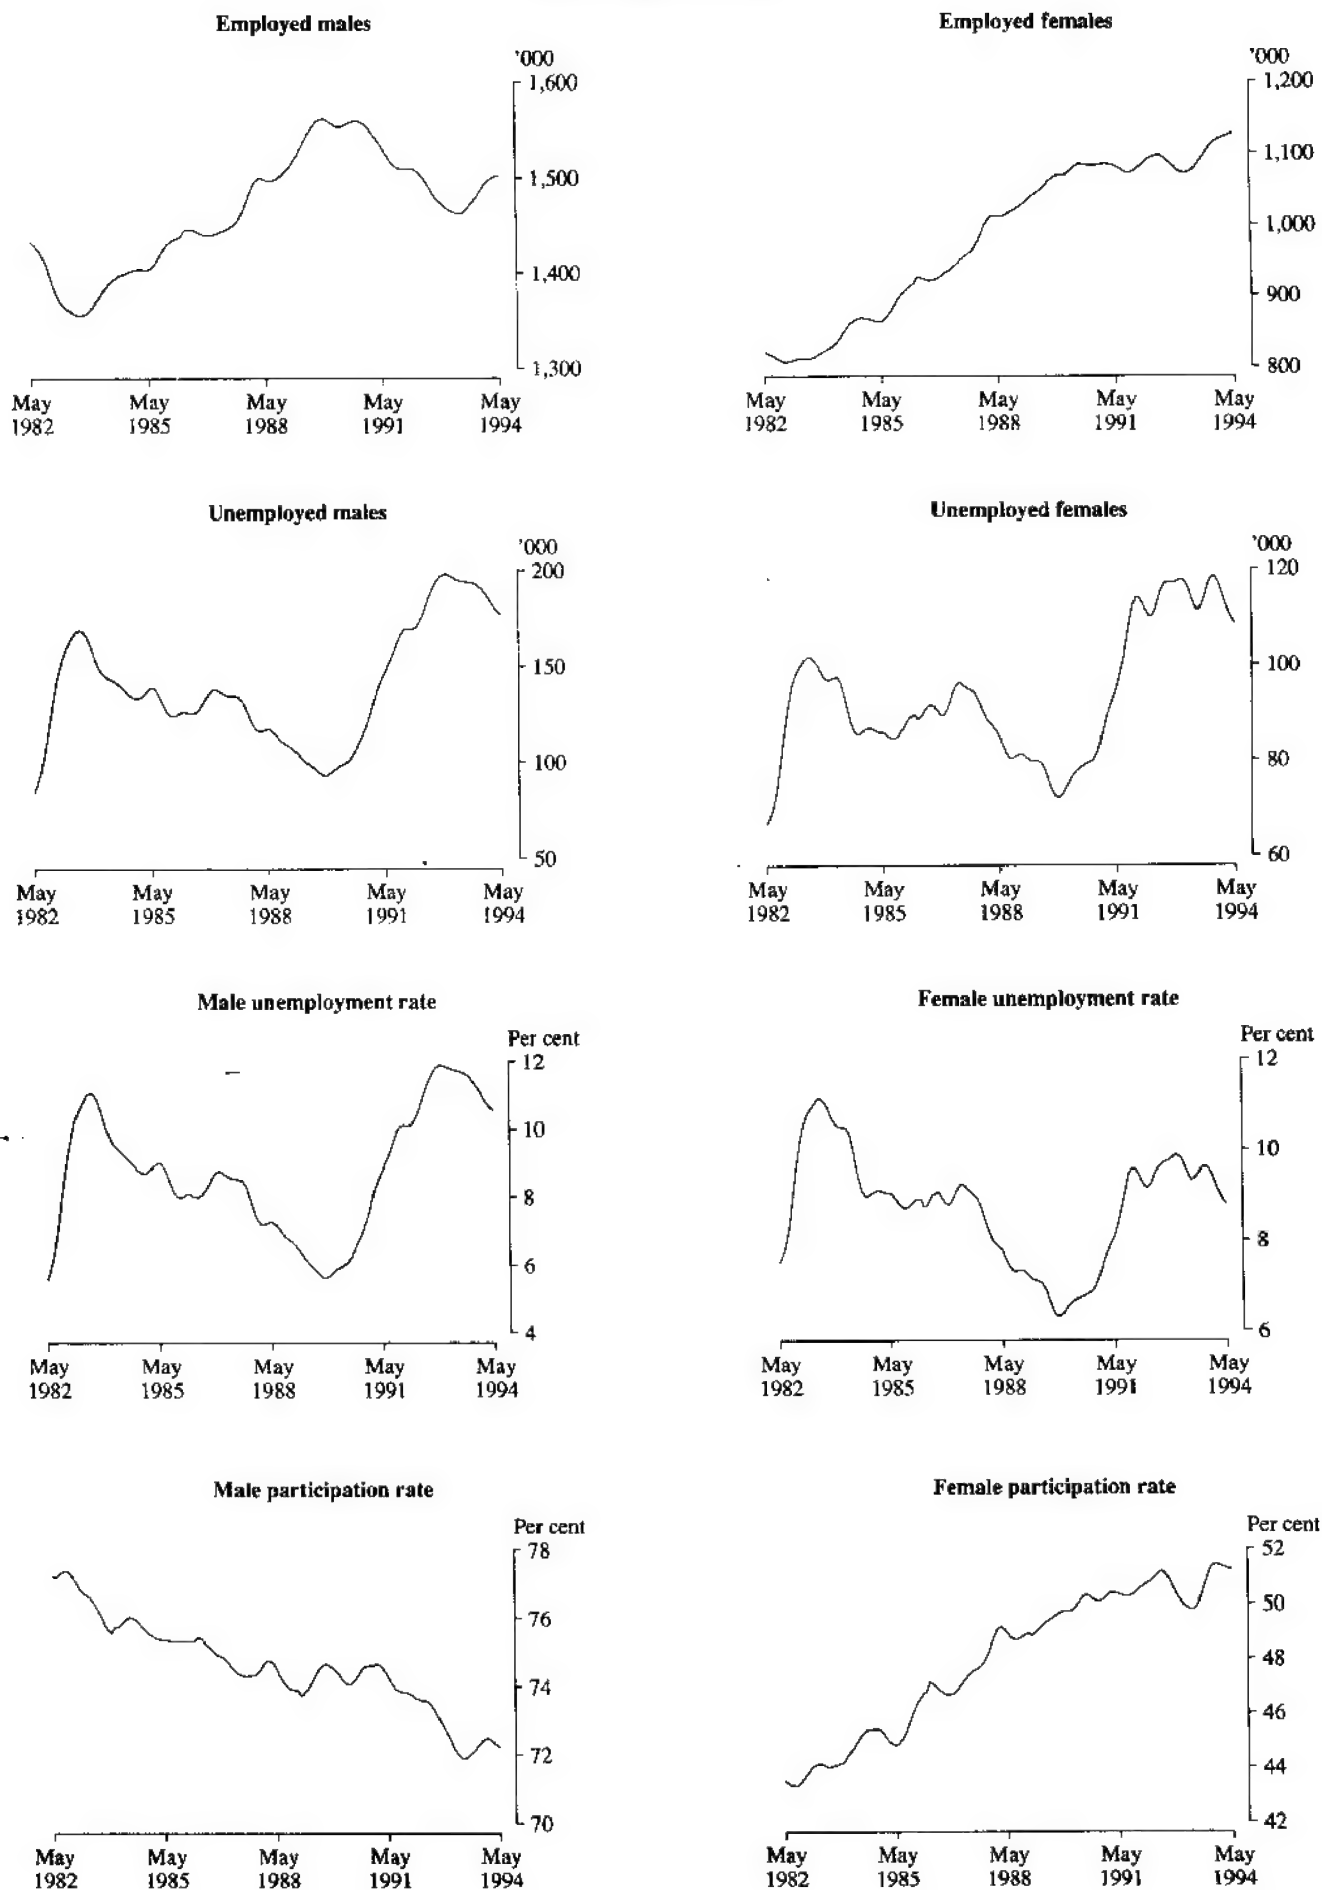 Employed males
'000
1,600
1,500
1,400
1,300
May May May May May
1982 1985 1988 1991 1994
Employed females
'000
1,200
1,100
1,000
900
800
May May May May May
1982 1985 1988 1991 1994
Unemployed males
'000
200
150
100
50
May May May May May
1982 1985 1988 1991 1994
Unemployed females
'000
120
100
80
60
May May May May May
1982 1985 1988 1991 1994
Male unemployment rate
Per cent
12
10
8
6
4
May May May May May
1982 1985 1988 1991 1994
Female unemployment rate
Per cent
12
10
8
6
May May May May May
1982 1985 1988 1991 1994
Male participation rate
Per cent
78
76
74
72
70
May May May May May
1982 1985 1988 1991 1994
Female participation rate
Per cent
52
50
48
46
44
42
May May May May May
1982 1985 1988 1991 1994